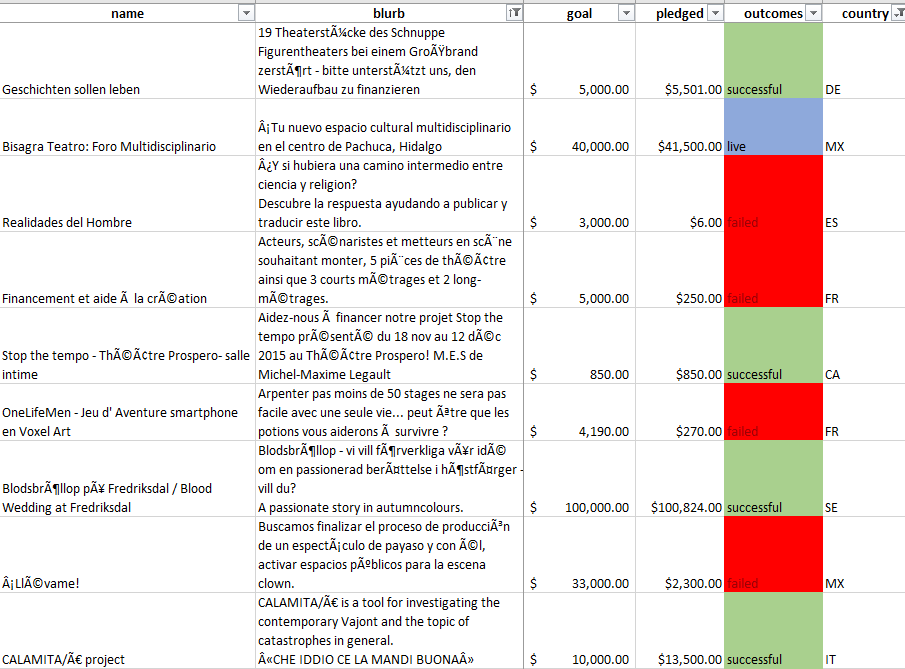 name blurb goal pledged outcomes country
19 TheaterstÃ¼cke des Schnuppe
Figurentheaters bei einem GroÃŸbrand
zerstÃ¶rt - bitte unterstÃ¼tzt uns, den
Geschichten sollen leben Wiederaufbau zu finanzieren $ 5,000.00 $5,501.00 successful DE
Â¡Tu nuevo espacio cultural multidisciplinario
Bisagra Teatro: Foro Multidisciplinario en el centro de Pachuca, Hidalgo $ 40,000.00 $41,500.00 live MX
Â¿Y si hubiera una camino intermedio entre
ciencia y religion?
Descubre la respuesta ayudando a publicar y
Realidades del Hombre traducir este libro. $ 3,000.00 $6.00 failed ES
Acteurs, scÃ©naristes et metteurs en scÃ¨ne
souhaitant monter, 5 piÃ¨ces de thÃ©Ã¢tre
ainsi que 3 courts mÃ©trages et 2 long-
Financement et aide Ã  la crÃ©ation mÃ©trages. $ 5,000.00 $250.00 failed FR
Aidez-nous Ã  financer notre projet Stop the
tempo prÃ©sentÃ© du 18 nov au 12 dÃ©c
Stop the tempo - ThÃ©Ã¢tre Prospero- salle 2015 au ThÃ©Ã¢tre Prospero! M.E.S de
intime Michel-Maxime Legault $ 850.00 $850.00 successful CA
Arpenter pas moins de 50 stages ne sera pas
OneLifeMen - Jeu d' Aventure smartphone facile avec une seule vie... peut Ãªtre que les
en Voxel Art potions vous aiderons Ã  survivre ? $ 4,190.00 $270.00 failed FR
BlodsbrÃ¶llop - vi vill fÃ¶rverkliga vÃ¥r idÃ©
om en passionerad berÃ¤ttelse i hÃ¶stfÃ¤rger -
BlodsbrÃ¶llop pÃ¥ Fredriksdal / Blood vill du?
Wedding at Fredriksdal A passionate story in autumncolours. $ 100,000.00 $100,824.00 successful SE
Buscamos finalizar el proceso de producciÃ³n
de un espectÃ¡culo de payaso y con Ã©l,
activar espacios pÃºblicos para la escena
Â¡LlÃ©vame! clown. $ 33,000.00 $2,300.00 failed MX
CALAMITA/Ã€ is a tool for investigating the
contemporary Vajont and the topic of
catastrophes in general.
CALAMITA/Ã€ project Â«CHE IDDIO CE LA MANDI BUONAÂ» $ 10,000.00 $13,500.00 successful IT